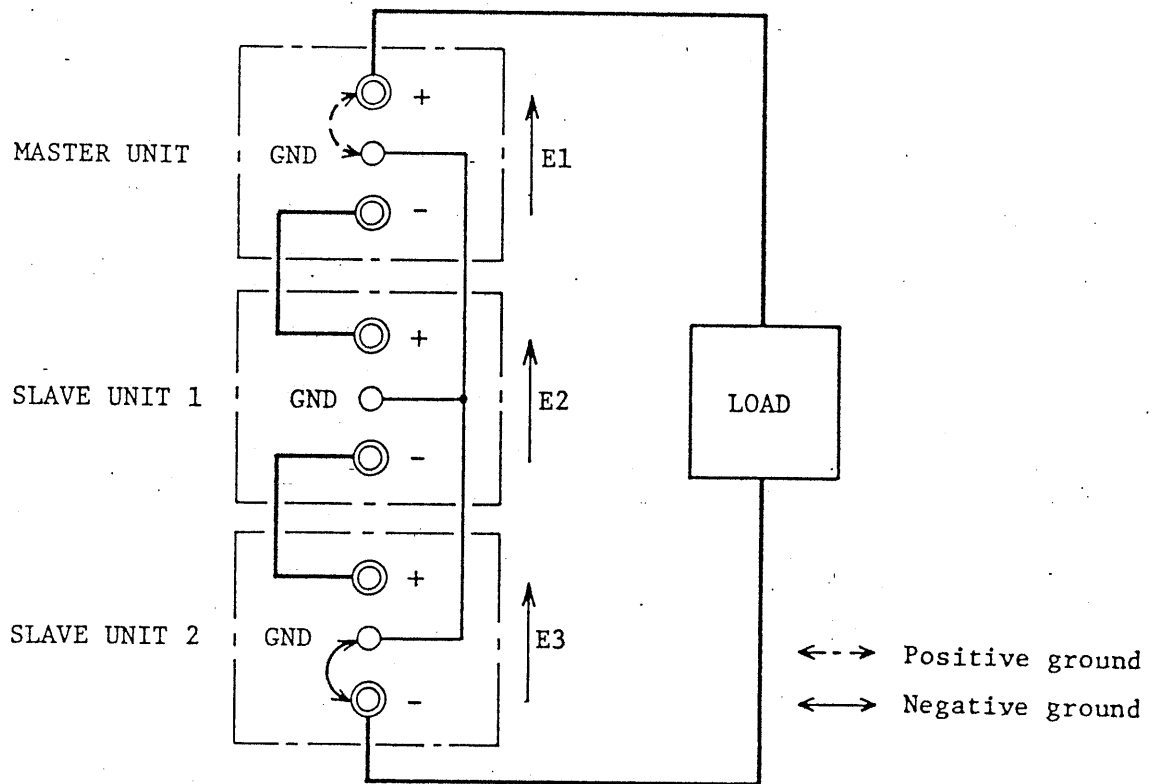 +
MASTER UNIT
GND
E1
-
+
SLAVE UNIT 1
GND
E2
LOAD
-
+
SLAVE UNIT 2
GND
E3
Positive ground
-
Negative ground